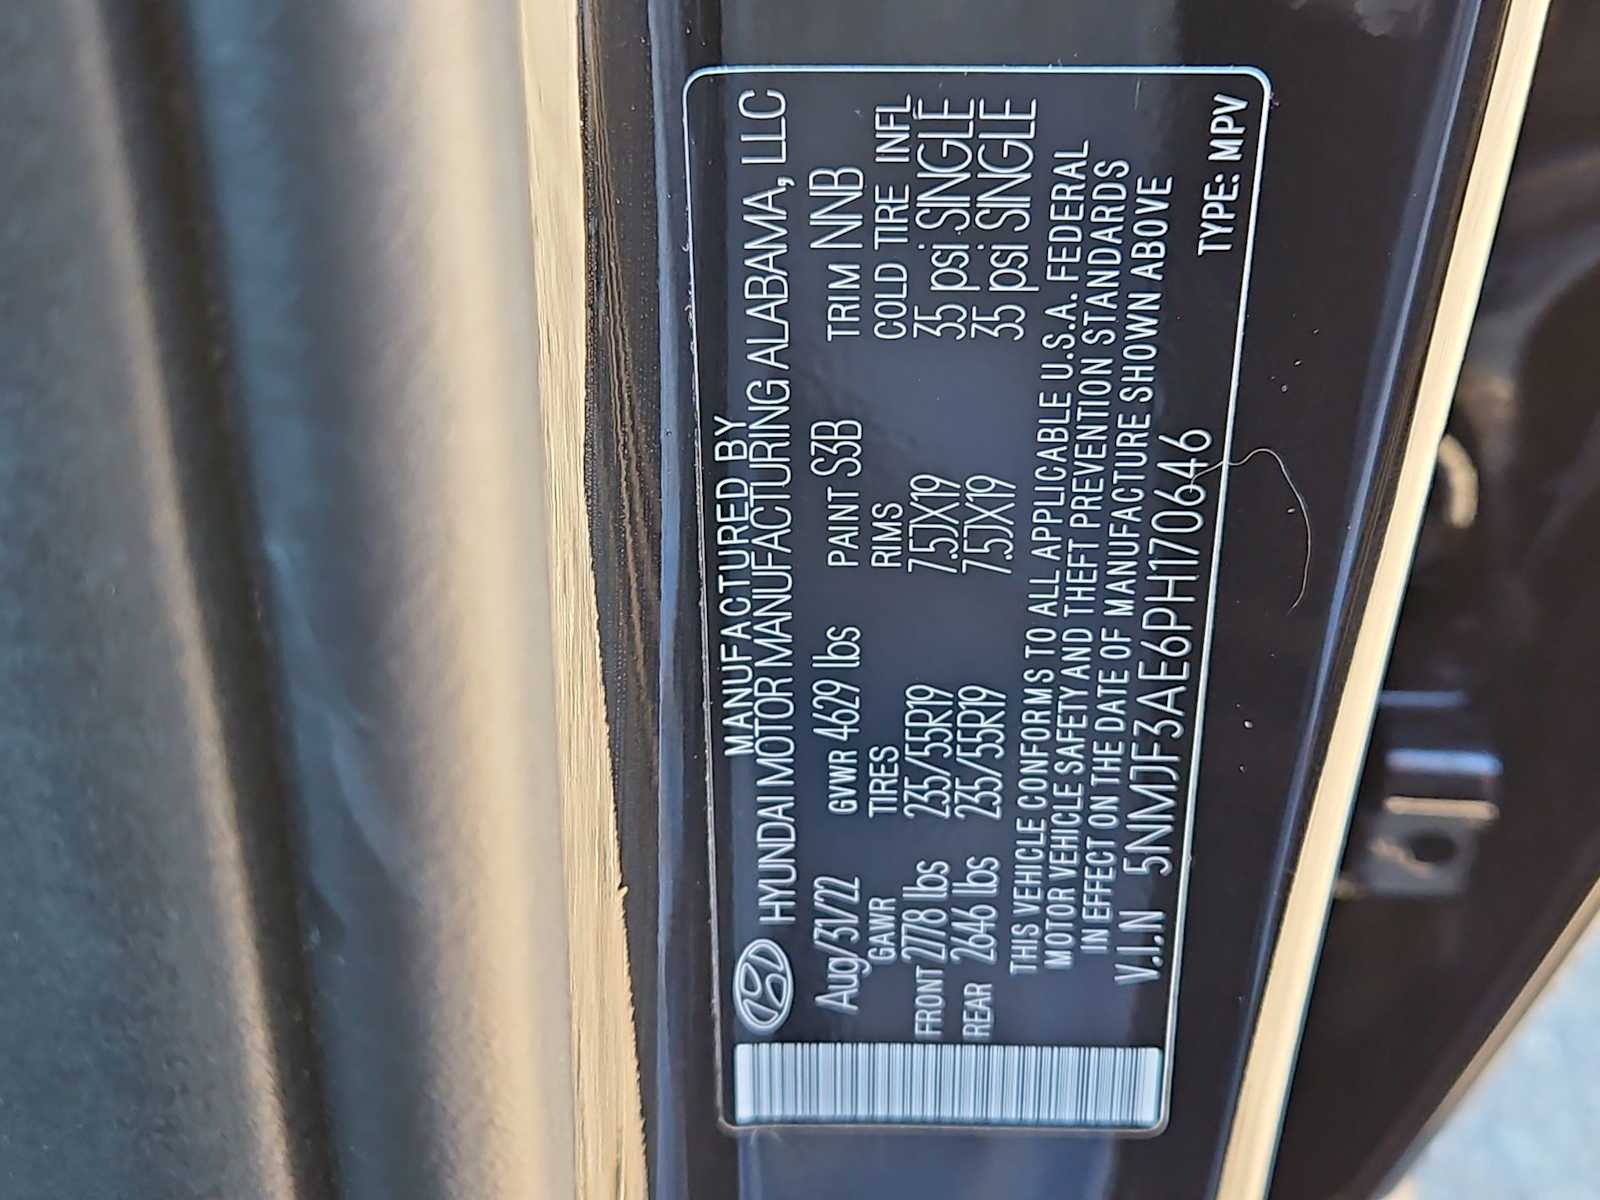 MANUFACTURED BY
HYUNDAI MOTOR MANUFACTURING ALABAMA, LLC
Aug/31/22 GVWR 4629 lbs PAINT S3B TRIM NNB
GAWR TIRES RIMS COLD TIRE INFL
FRONT 2778 lbs 235/55R19 7.5JX19 35 psi SINGLE
REAR 2646 lbs 235/55R19 7.5JX19 35 psi SINGLE
THIS VEHICLE CONFORMS TO ALL APPLICABLE U.S.A. FEDERAL
MOTOR VEHICLE SAFETY AND THEFT PREVENTION STANDARDS
IN EFFECT ON THE DATE OF MANUFACTURE SHOWN ABOVE
V.I.N 5NMJF3AE6PH170646 TYPE: MPV